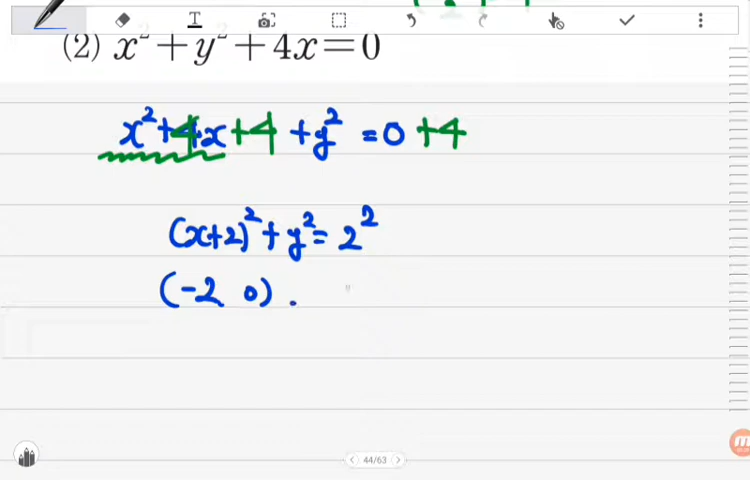 (2) x²+y²+4x=0
x²+4x+4+y²=0+4
(x+2)²+y²=2²
(-2 0).
44/63